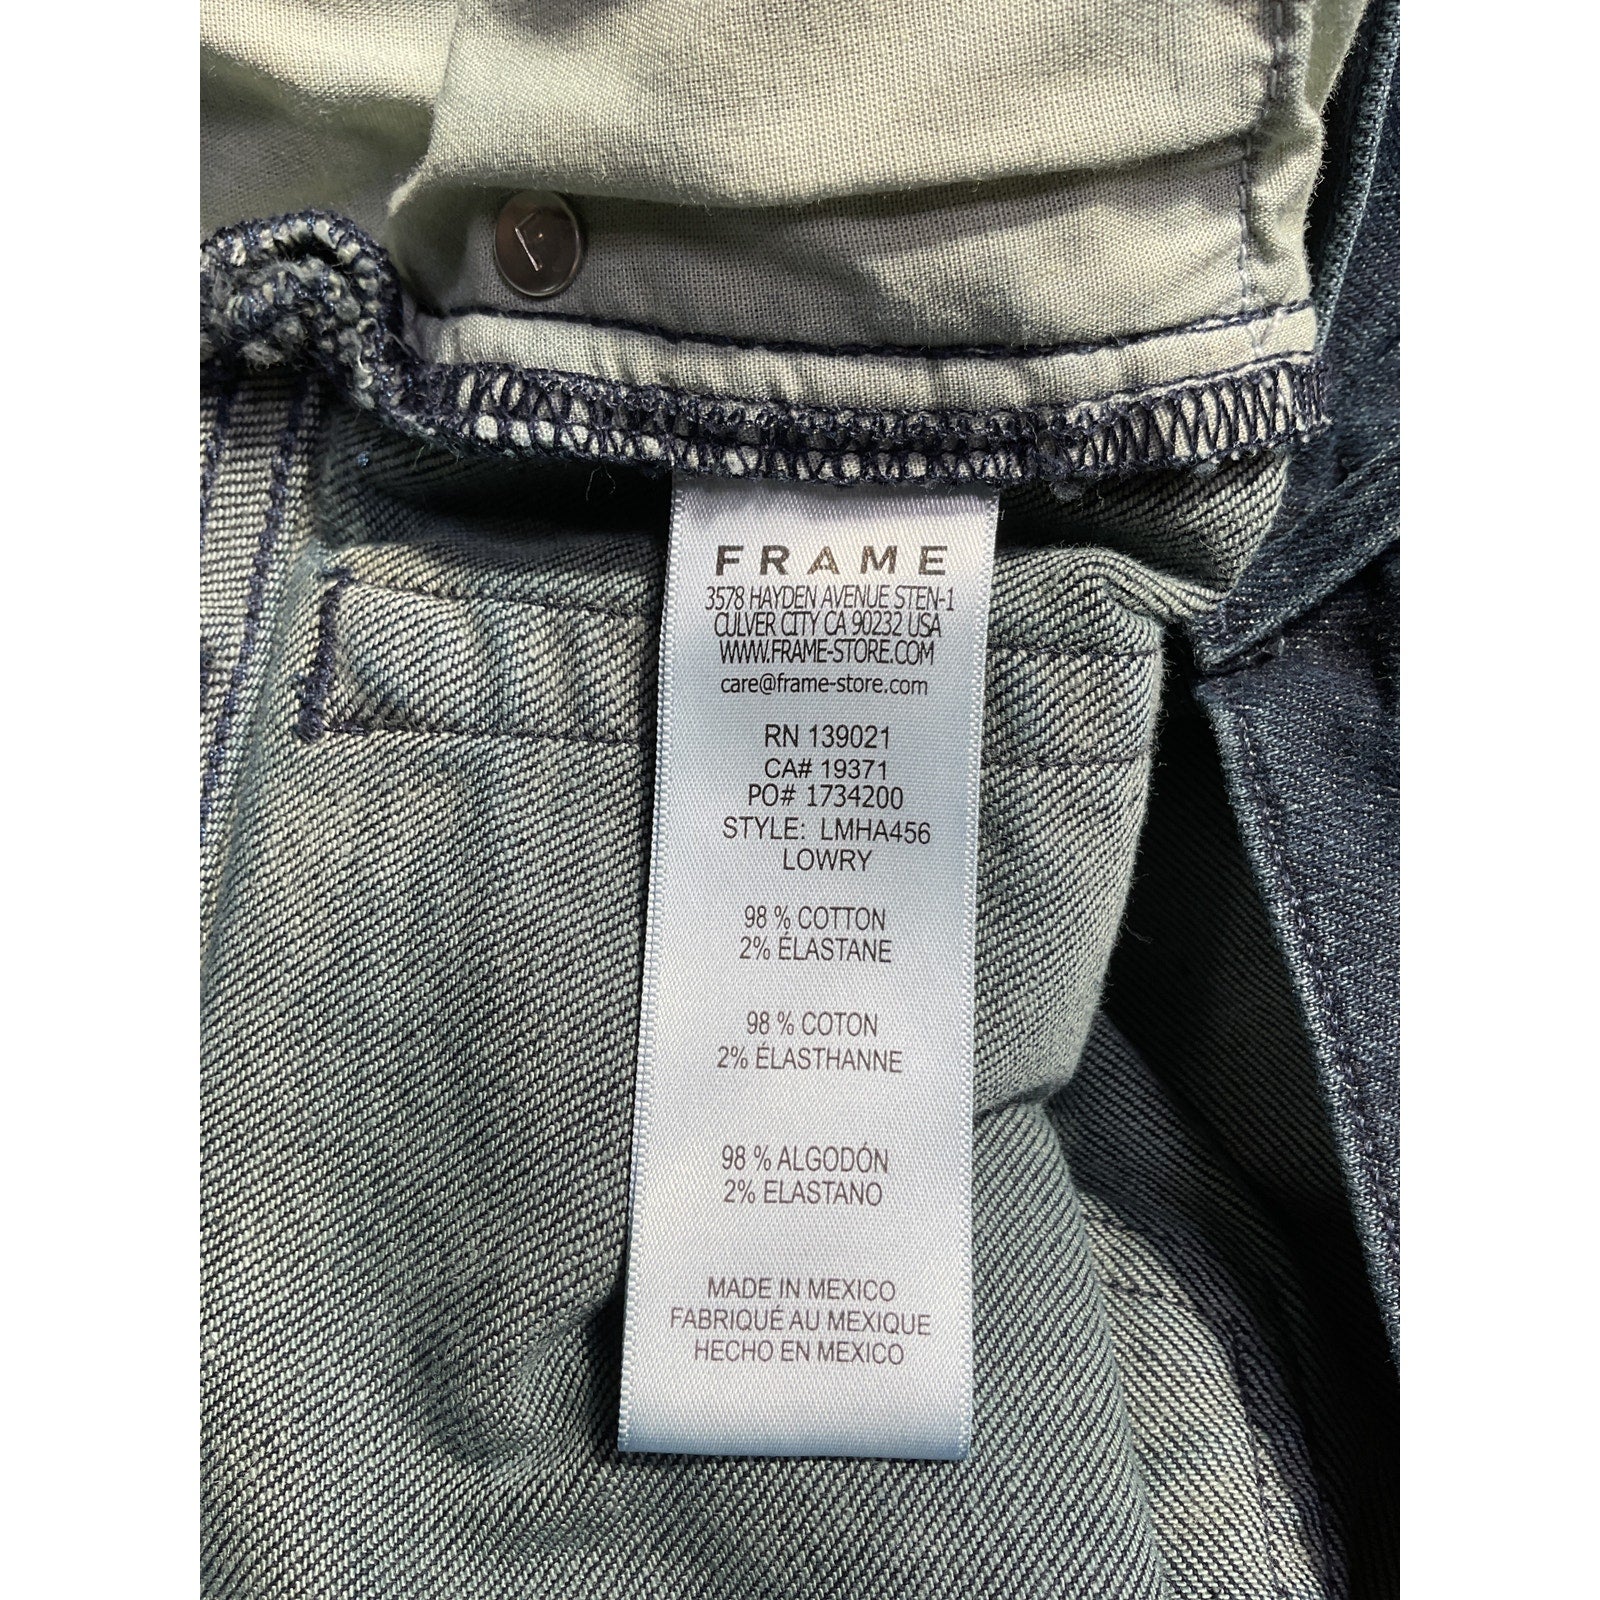 F
FRAME
3578 HAYDEN AVENUE STEN-1
CULVER CITY CA 90232 USA
WWW.FRAME-STORE.COM
care@frame-store.com
RN 139021
CA# 19371
PO# 1734200
STYLE: LMHA456
LOWRY
98 % COTTON
2% ÉLASTANE
98 % COTON
2% ÉLASTHANNE
98 % ALGODÓN
2% ELASTANO
MADE IN MEXICO
FABRIQUÉ AU MEXIQUE
HECHO EN MEXICO